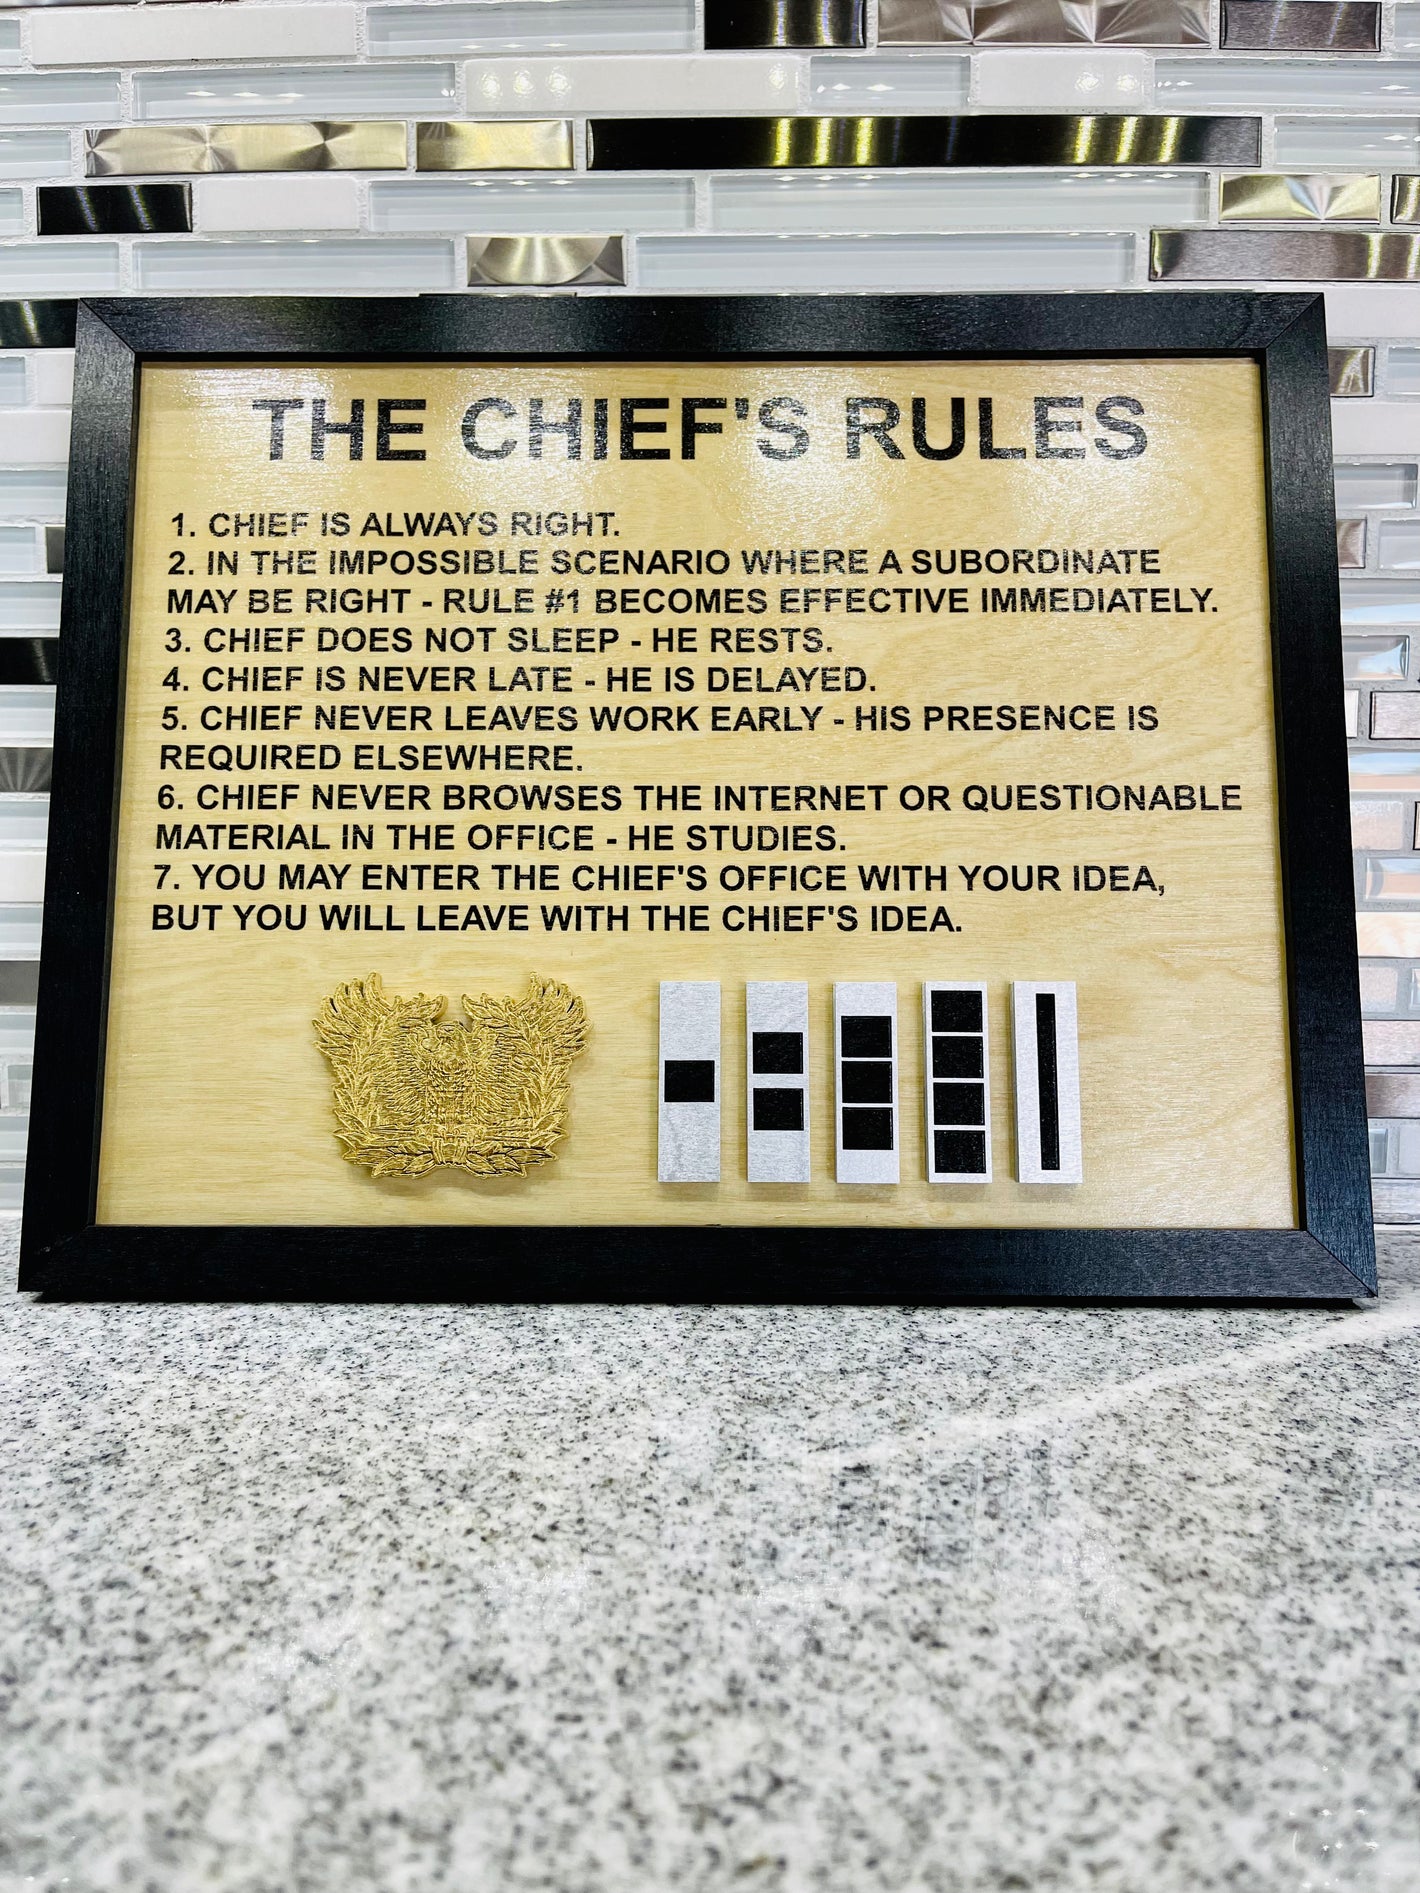 THE CHIEF'S RULES
1. CHIEF IS ALWAYS RIGHT.
2. IN THE IMPOSSIBLE SCENARIO WHERE A SUBORDINATE
MAY BE RIGHT - RULE #1 BECOMES EFFECTIVE IMMEDIATELY.
3. CHIEF DOES NOT SLEEP - HE RESTS.
4. CHIEF IS NEVER LATE - HE IS DELAYED.
5. CHIEF NEVER LEAVES WORK EARLY - HIS PRESENCE IS
REQUIRED ELSEWHERE.
6. CHIEF NEVER BROWSES THE INTERNET OR QUESTIONABLE
MATERIAL IN THE OFFICE - HE STUDIES.
7. YOU MAY ENTER THE CHIEF'S OFFICE WITH YOUR IDEA,
BUT YOU WILL LEAVE WITH THE CHIEF'S IDEA.